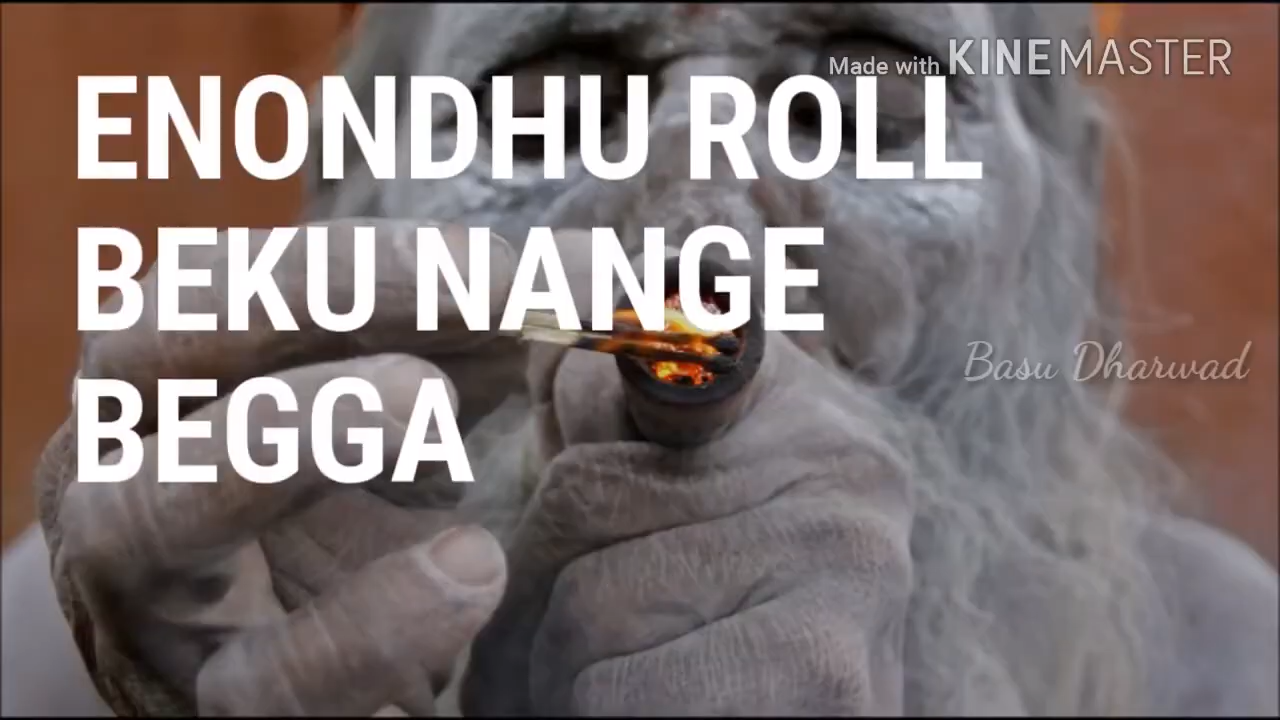 Made with KINEMASTER
ENONDHU ROLL
BEKU NANGE
BEGGA
Basu Dharwad